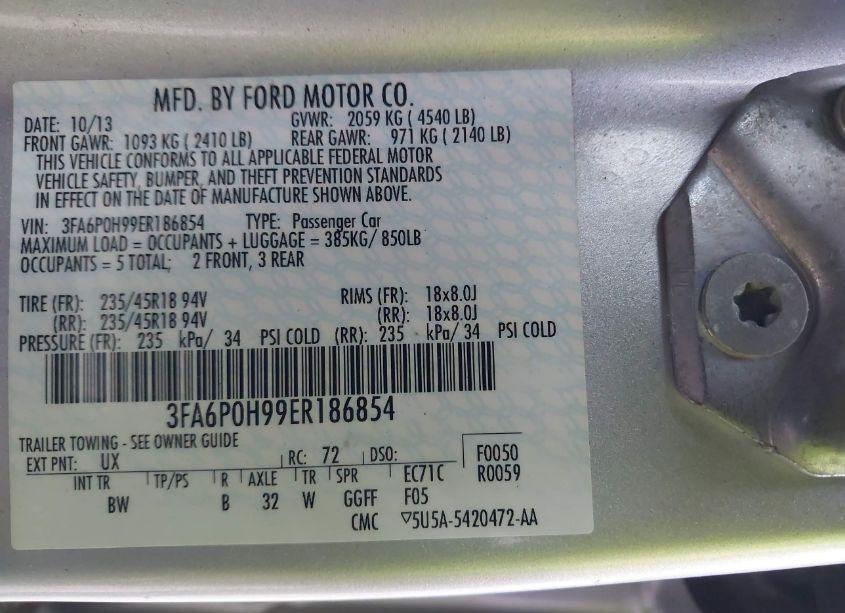 MFD. BY FORD MOTOR CO.
DATE: 10/13 GVWR: 2059 KG ( 4540 LB)
FRONT GAWR: 1093 KG ( 2410 LB) REAR GAWR: 971 KG ( 2140 LB)
THIS VEHICLE CONFORMS TO ALL APPLICABLE FEDERAL MOTOR
VEHICLE SAFETY, BUMPER, AND THEFT PREVENTION STANDARDS
IN EFFECT ON THE DATE OF MANUFACTURE SHOWN ABOVE.
VIN: 3FA6P0H99ER186854 TYPE: Passenger Car
MAXIMUM LOAD = OCCUPANTS + LUGGAGE = 385KG/ 850LB
OCCUPANTS = 5 TOTAL; 2 FRONT, 3 REAR
TIRE (FR): 235/45R18 94V RIMS (FR): 18x8.0J
(RR): 235/45R18 94V (RR): 18x8.0J
PRESSURE (FR): 235 kPa/ 34 PSI COLD (RR): 235 kPa/ 34 PSI COLD
3FA6P0H99ER186854
TRAILER TOWING - SEE OWNER GUIDE
EXT PNT: UX RC: 72 DSO: F0050
INT TR TP/PS R AXLE TR SPR EC71C R0059
BW B 32 W GGFF F05
CMC ▽5U5A-5420472-AA